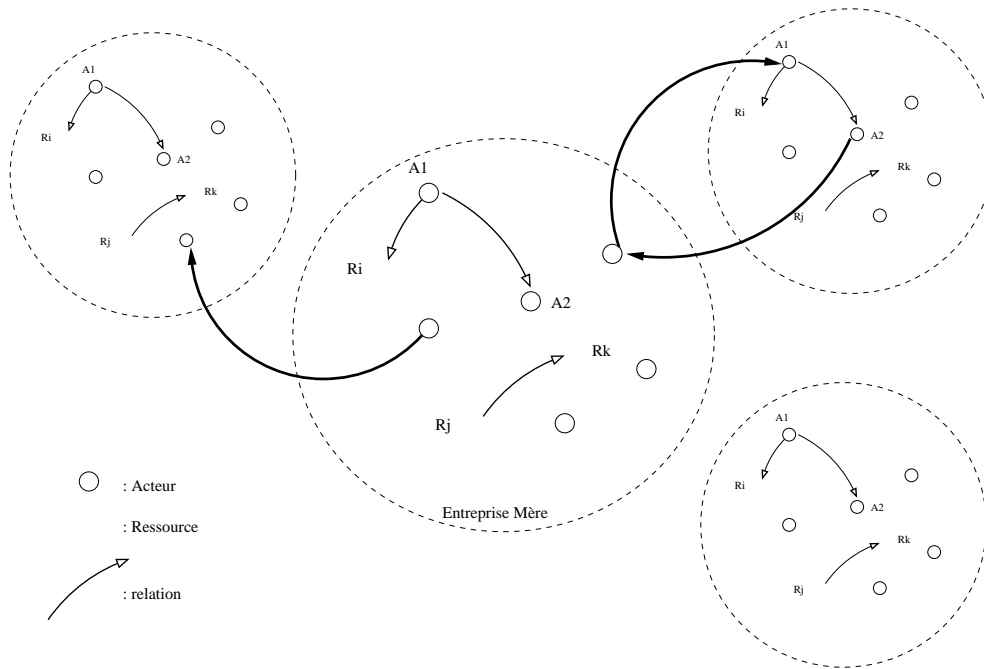 A1
Ri
A2
Rk
Rj
A1
Ri
A2
Rk
Rj
A1
Ri
A2
Rk
Rj
Entreprise Mère
A1
Ri
A2
Rk
Rj
: Acteur
: Ressource
: relation